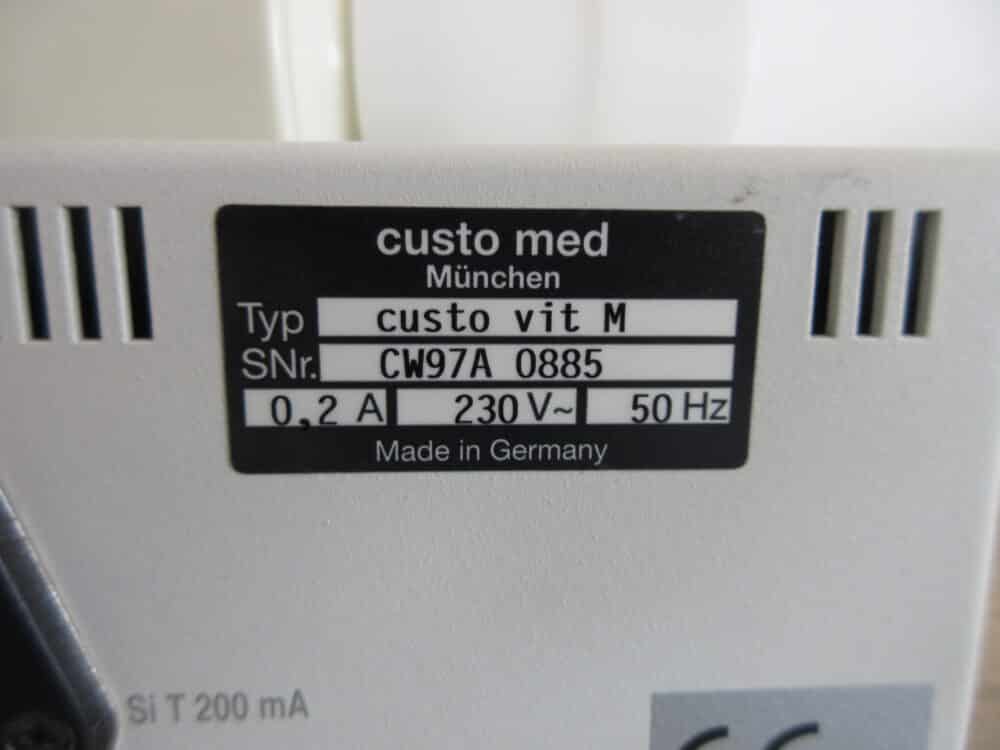 custo med
München
Typ custo vit M
SNr. CW97A 0885
0,2 A 230 V~ 50 Hz
Made in Germany
Si T 200 mA
CE